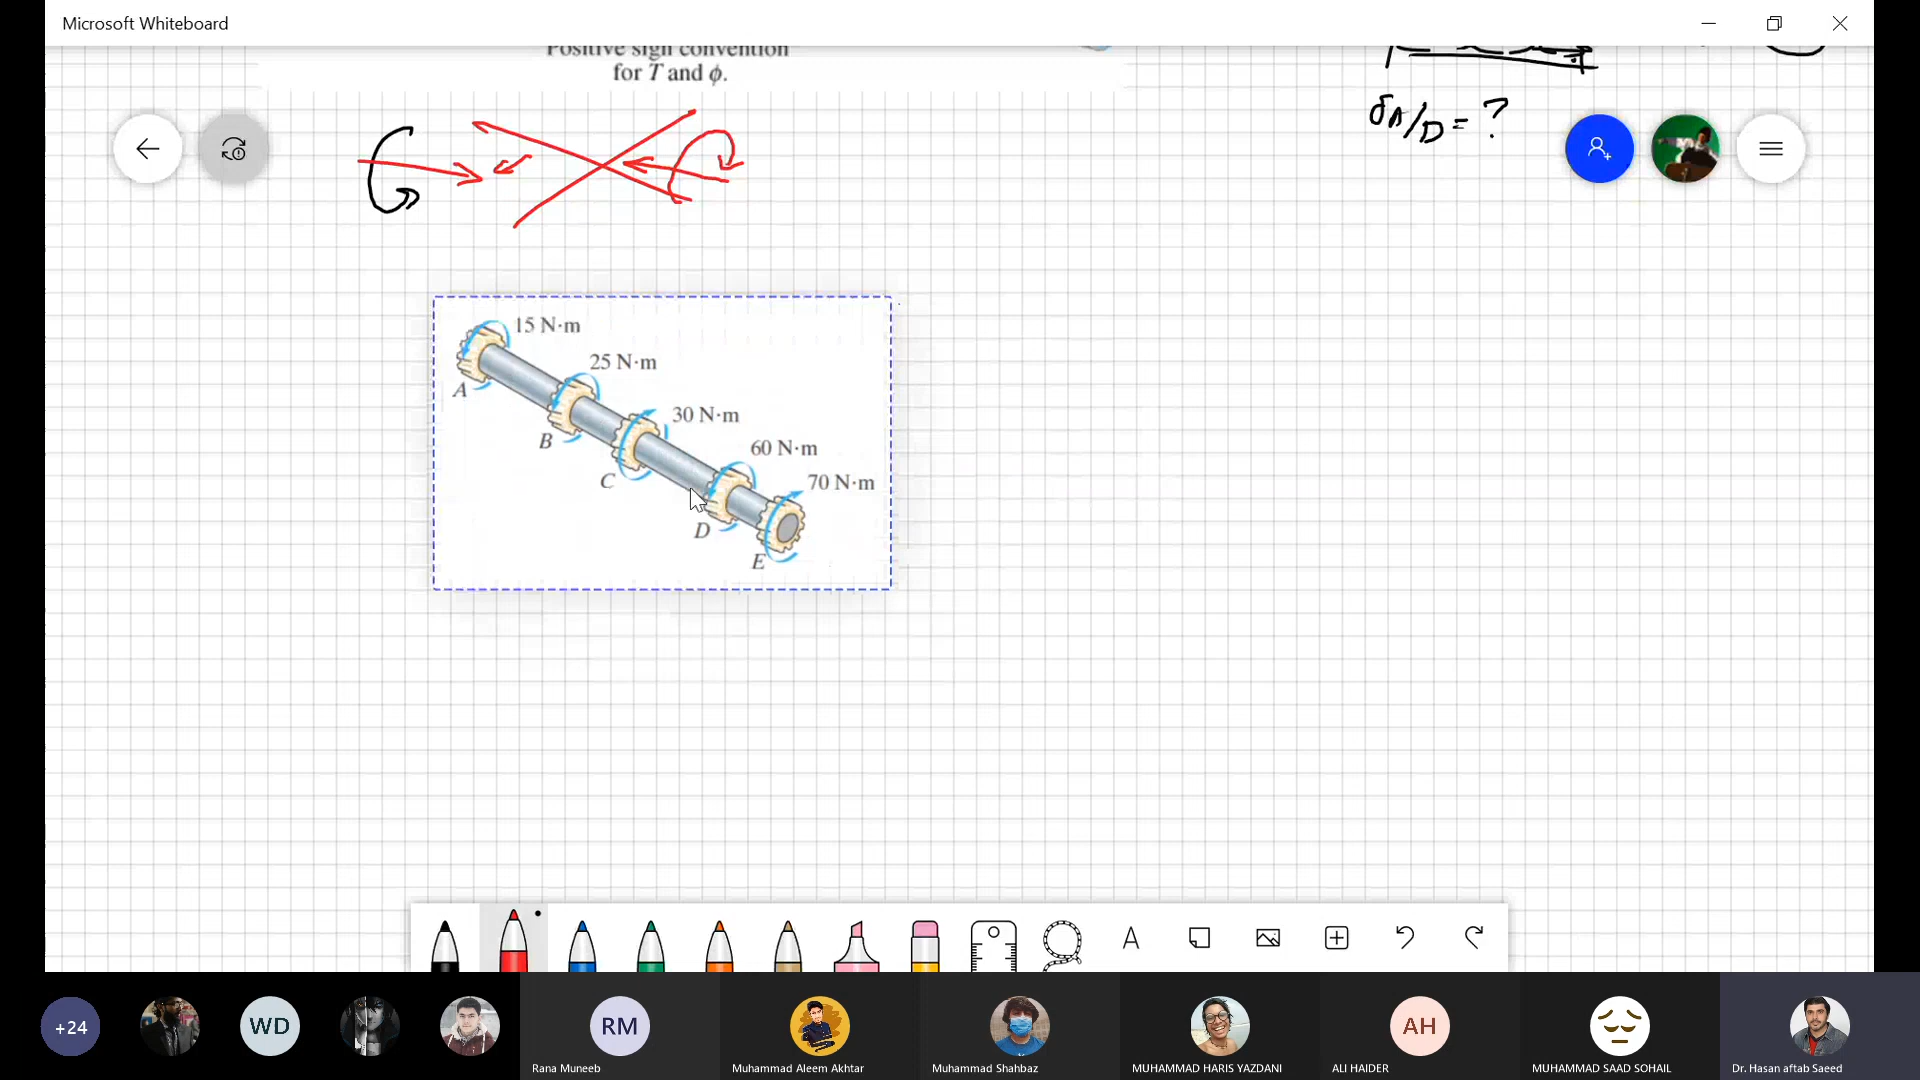 Microsoft Whiteboard
Positive sign convention
for T and ϕ.
δA/D = ?
15 N·m
25 N·m
30 N·m
60 N·m
70 N·m
A
B
C
D
E
A
+24
WD
RM
AH
Rana Muneeb
Muhammad Aleem Akhtar
Muhammad Shahbaz
MUHAMMAD HARIS YAZDANI
ALI HAIDER
MUHAMMAD SAAD SOHAIL
Dr. Hasan aftab Saeed